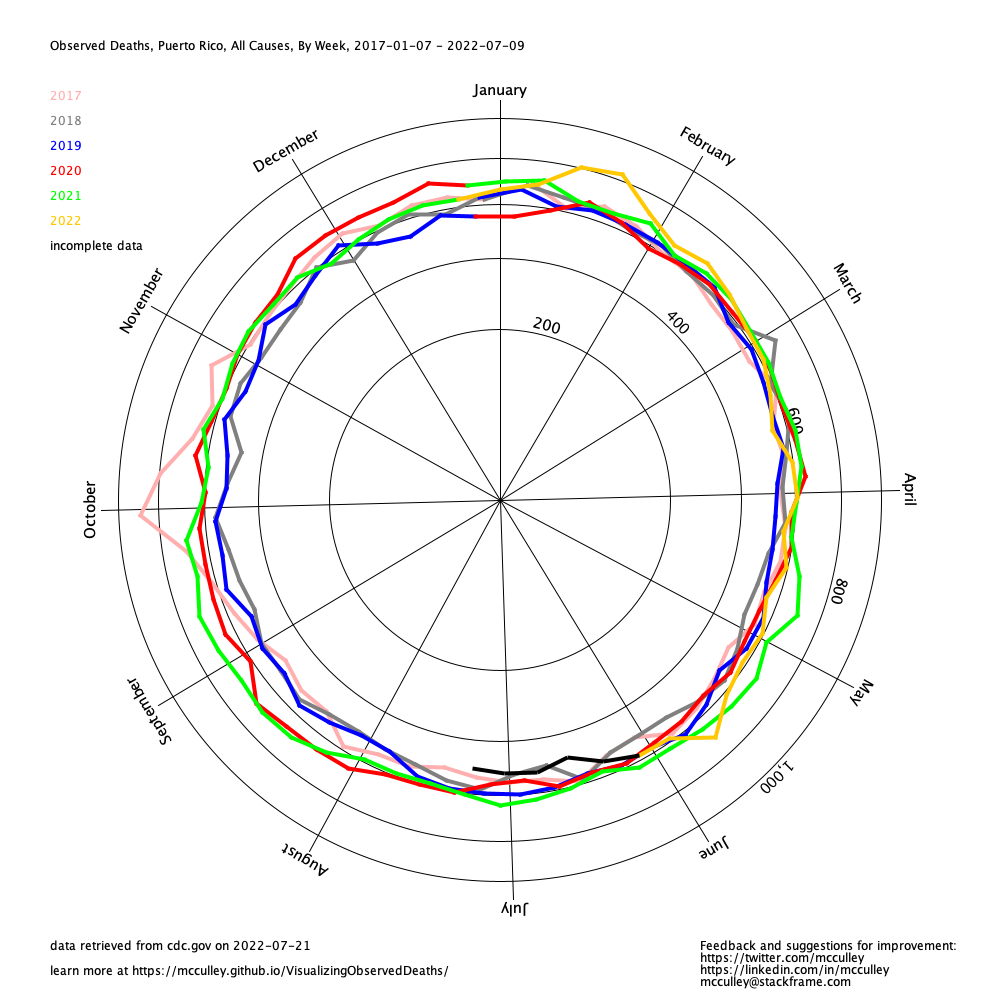 Observed Deaths, Puerto Rico, All Causes, By Week, 2017-01-07 - 2022-07-09
January
2017
2018
2019
2020
2021
2022
incomplete data
December
February
November
March
200
400
600
October
April
800
September
May
1,000
August
June
July
data retrieved from cdc.gov on 2022-07-21
learn more at https://mcculley.github.io/VisualizingObservedDeaths/
Feedback and suggestions for improvement:
https://twitter.com/mcculley
https://linkedin.com/in/mcculley
mcculley@stackframe.com